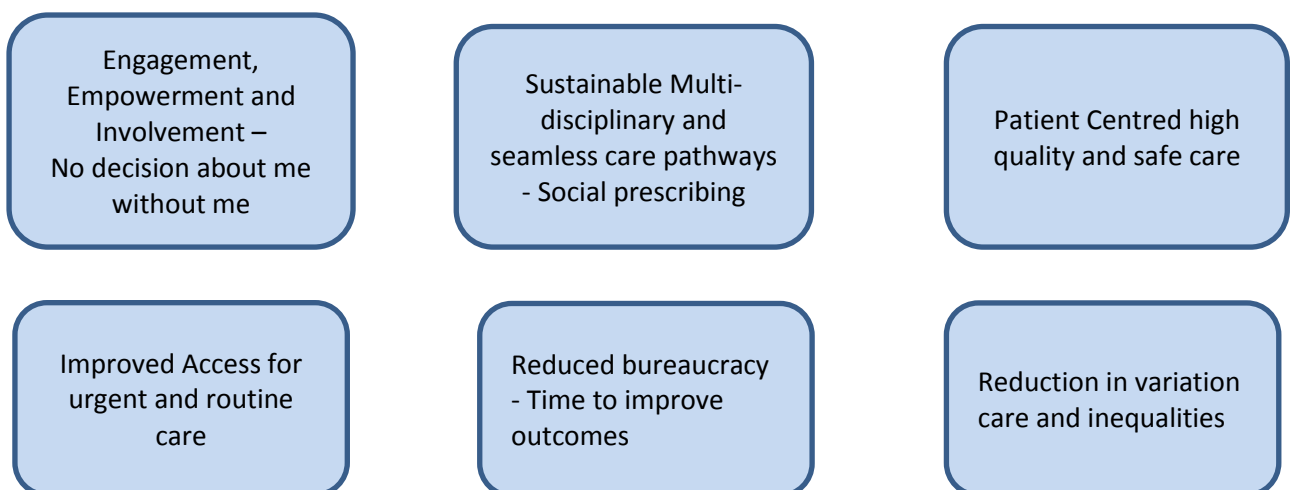 Engagement,
Empowerment and
Involvement –
No decision about me
without me
Sustainable Multi-
disciplinary and
seamless care pathways
- Social prescribing
Patient Centred high
quality and safe care
Improved Access for
urgent and routine
care
Reduced bureaucracy
- Time to improve
outcomes
Reduction in variation
care and inequalities